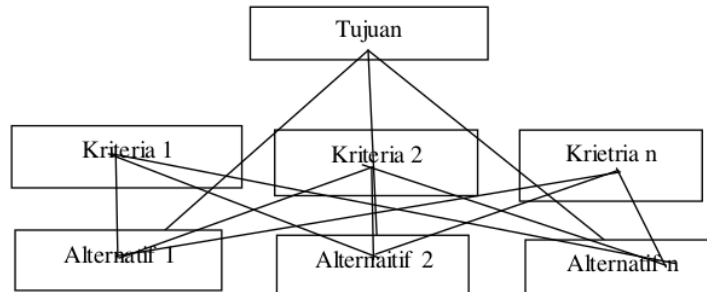 Tujuan
Kriteria 1
Kriteria 2
Krietria n
Alternatif 1
Alternaitif 2
Alternatif n